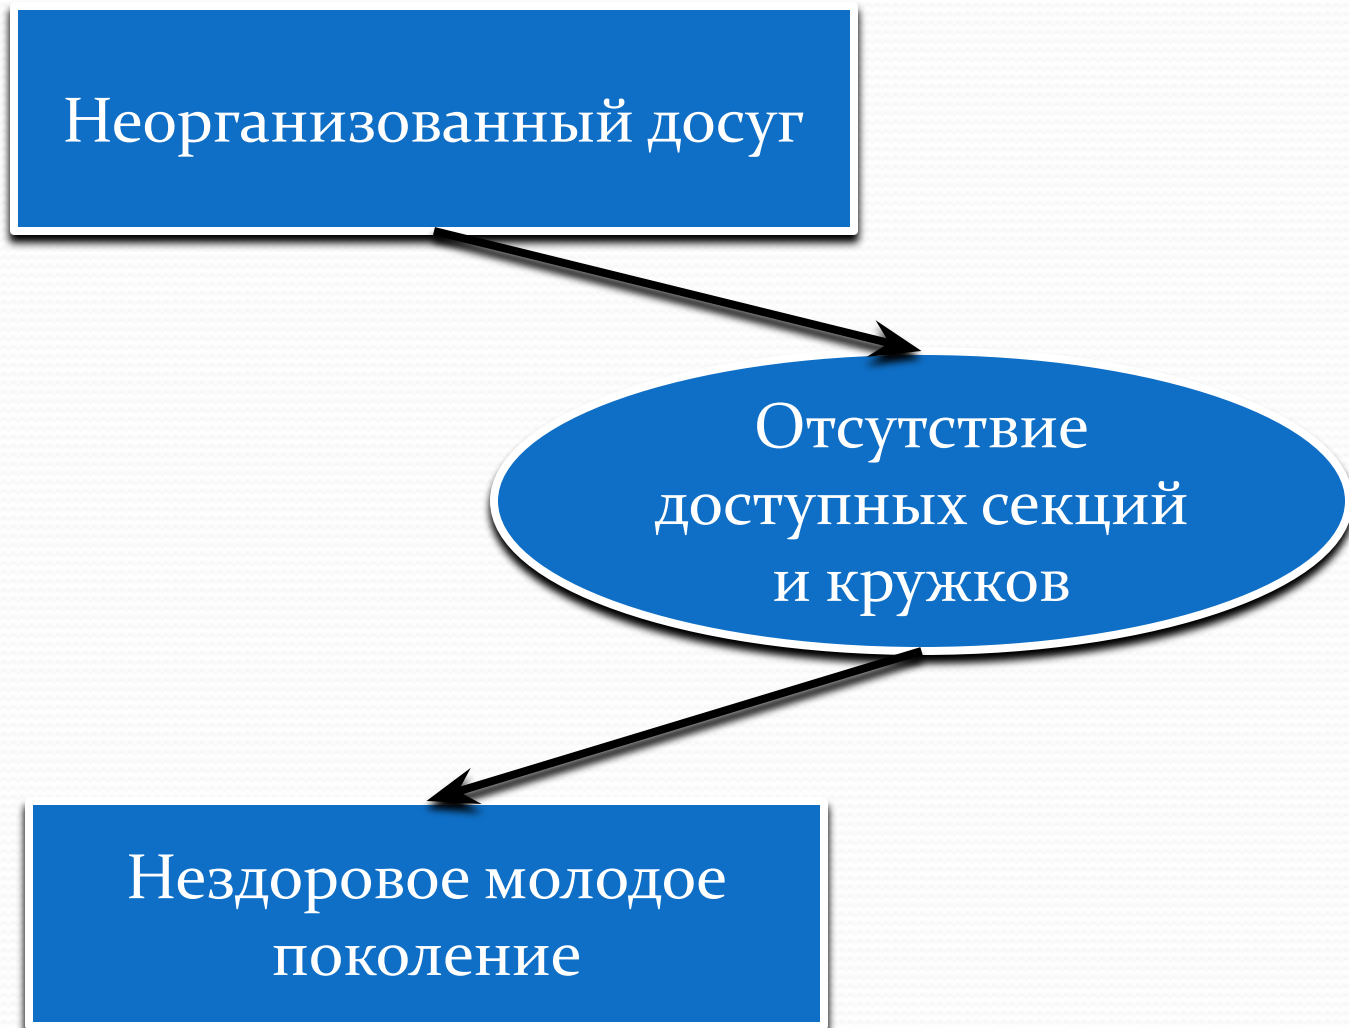 Неорганизованный досуг
Отсутствие
доступных секций
и кружков
Нездоровое молодое
поколение